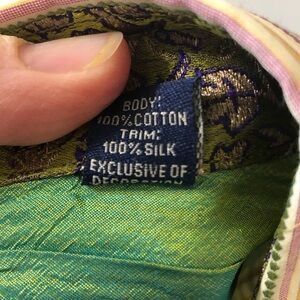 BODY:
100% COTTON
TRIM:
100% SILK
EXCLUSIVE OF
DECORATION